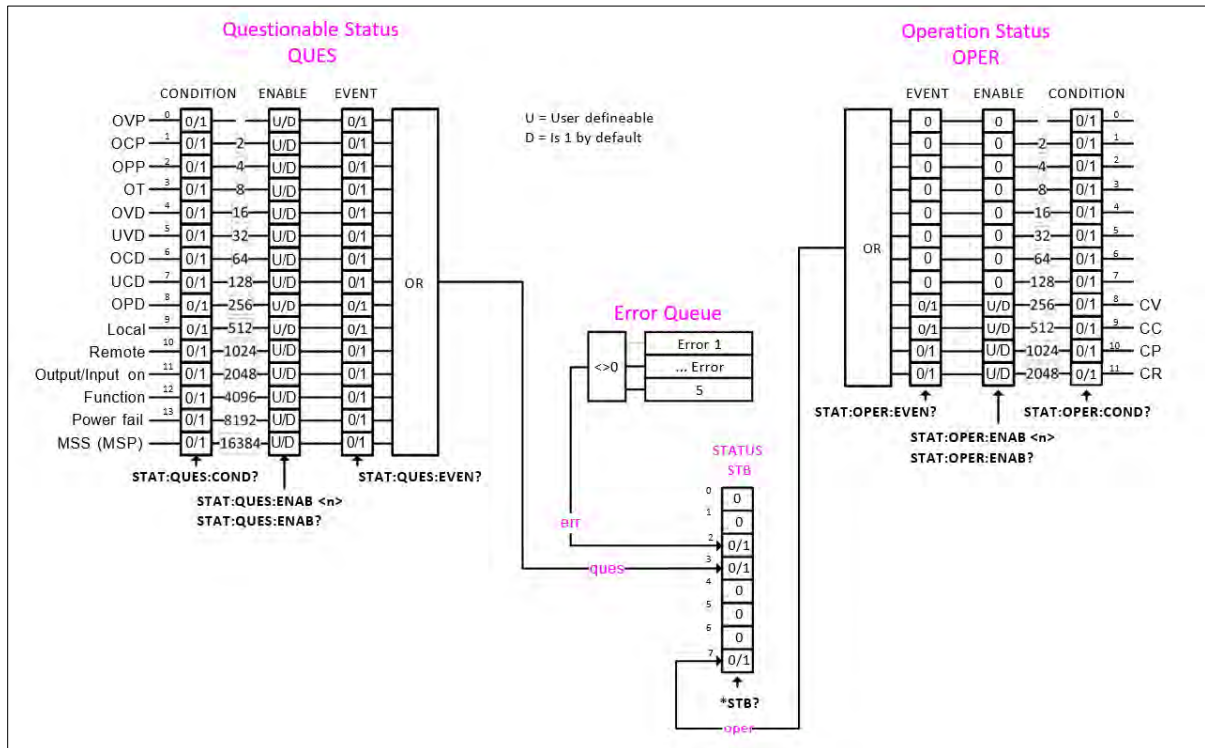 Questionable Status
QUES
CONDITION ENABLE EVENT
OVP 0 0/1 - U/D 0/1
OCP 1 0/1 2 U/D 0/1
OPP 2 0/1 4 U/D 0/1
OT 3 0/1 8 U/D 0/1
OVD 4 0/1 16 U/D 0/1
UVD 5 0/1 32 U/D 0/1
OCD 6 0/1 64 U/D 0/1
UCD 7 0/1 128 U/D 0/1
OPD 8 0/1 256 U/D 0/1
Local 9 0/1 512 U/D 0/1
Remote 10 0/1 1024 U/D 0/1
Output/Input on 11 0/1 2048 U/D 0/1
Function 12 0/1 4096 U/D 0/1
Power fail 13 0/1 8192 U/D 0/1
MSS (MSP) 0/1 16384 U/D 0/1
OR
STAT:QUES:COND?
STAT:QUES:EVEN?
STAT:QUES:ENAB <n>
STAT:QUES:ENAB?
U = User defineable
D = Is 1 by default
Error Queue
<>0
Error 1
... Error
5
err
ques
STATUS
STB
0 0
1 0
2 0/1
3 0/1
4 0
5 0
6 0
7 0/1
*STB?
oper
Operation Status
OPER
EVENT ENABLE CONDITION
OR
0 0 - 0/1 0
0 0 2 0/1 1
0 0 4 0/1 2
0 0 8 0/1 3
0 0 16 0/1 4
0 0 32 0/1 5
0 0 64 0/1 6
0 0 128 0/1 7
0/1 U/D 256 0/1 8 CV
0/1 U/D 512 0/1 9 CC
0/1 U/D 1024 0/1 10 CP
0/1 U/D 2048 0/1 11 CR
STAT:OPER:EVEN?
STAT:OPER:COND?
STAT:OPER:ENAB <n>
STAT:OPER:ENAB?